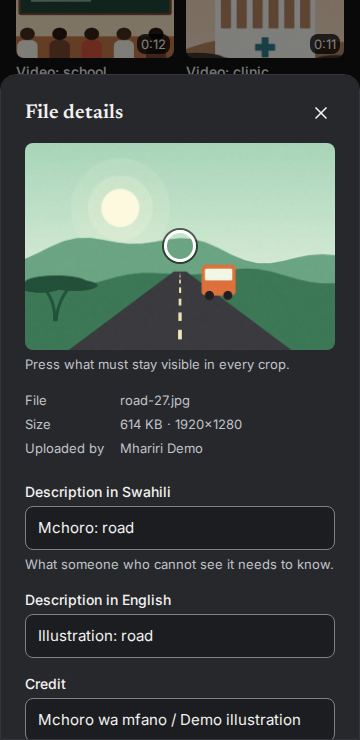 0:12
0:11
Video: school
Video: clinic
File details
Press what must stay visible in every crop.
File road-27.jpg
Size 614 KB · 1920×1280
Uploaded by Mhariri Demo
Description in Swahili
Mchoro: road
What someone who cannot see it needs to know.
Description in English
Illustration: road
Credit
Mchoro wa mfano / Demo illustration